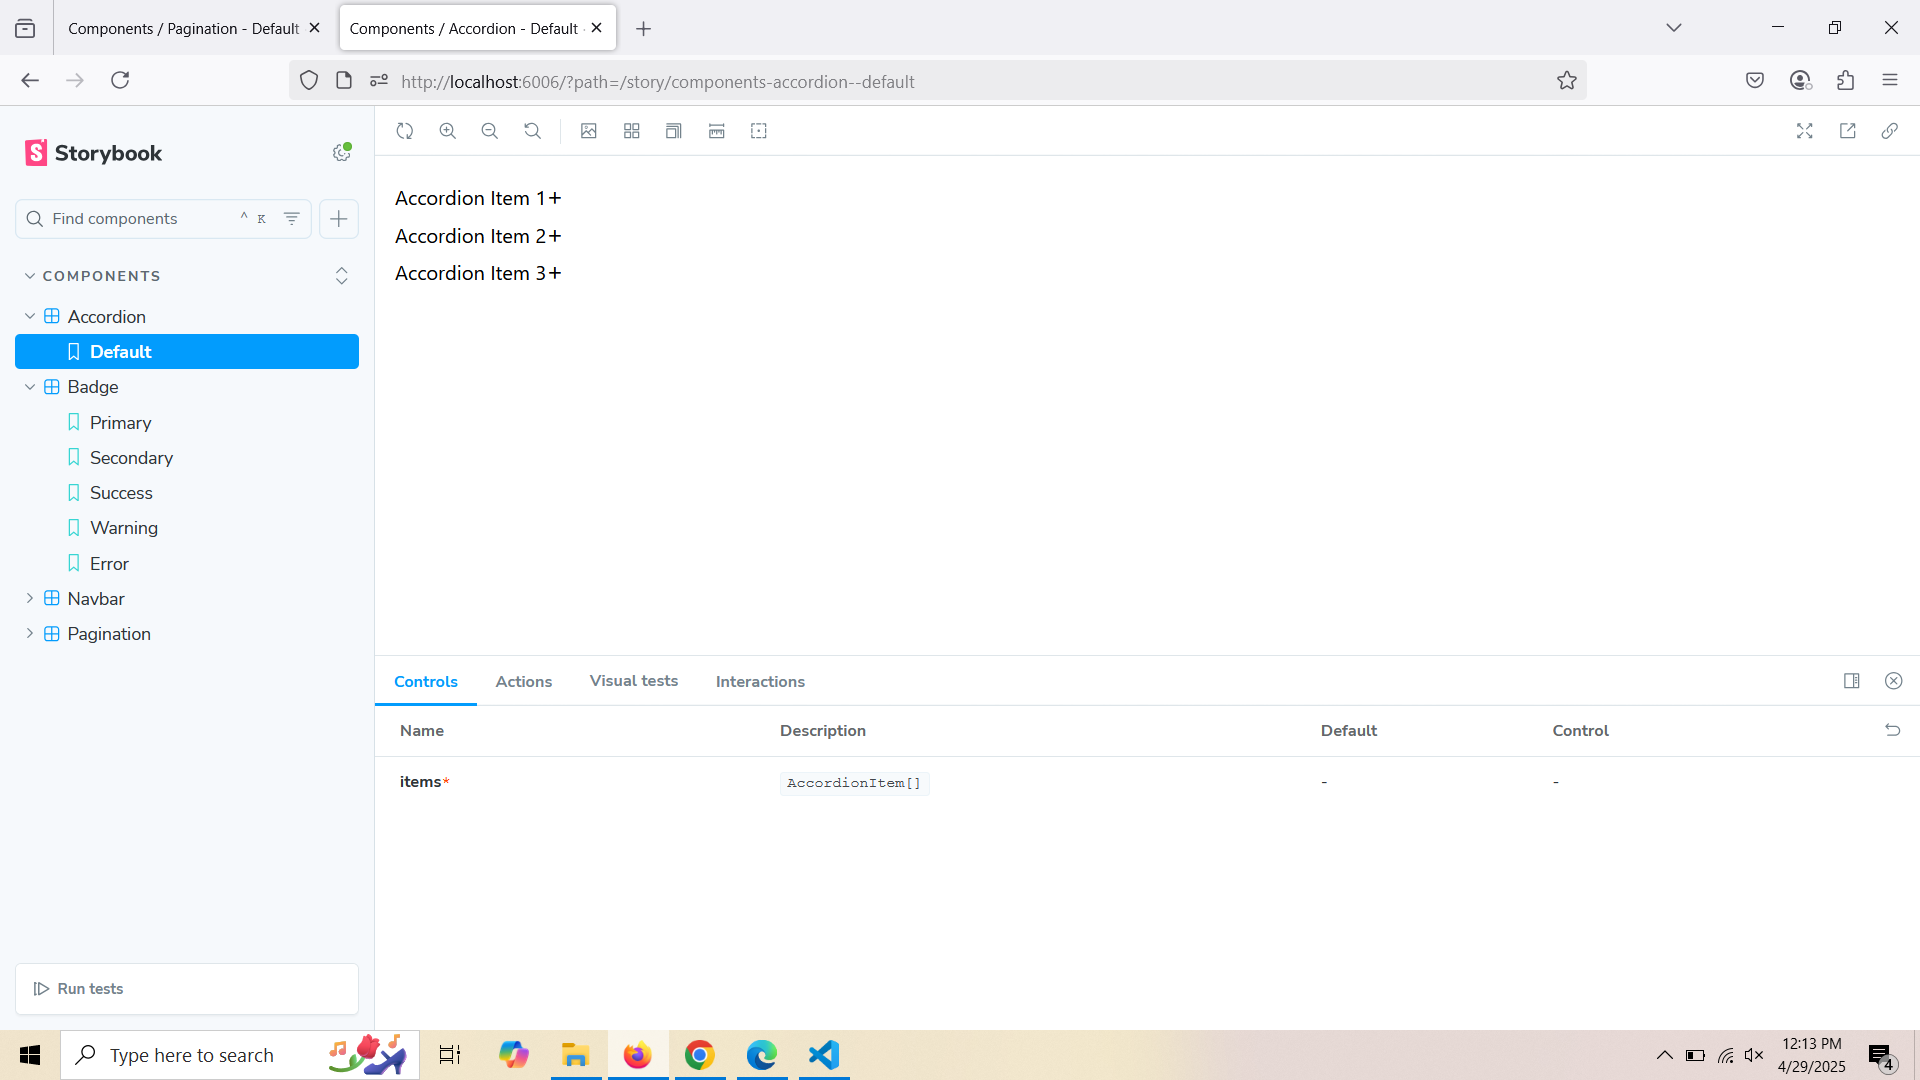 Components / Pagination - Default
Components / Accordion - Default
http://localhost:6006/?path=/story/components-accordion--default
Storybook
Find components
^ K
COMPONENTS
Accordion
Default
Badge
Primary
Secondary
Success
Warning
Error
Navbar
Pagination
Run tests
Accordion Item 1+
Accordion Item 2+
Accordion Item 3+
Controls Actions Visual tests Interactions
Name Description Default Control
items* AccordionItem[] - -
Type here to search
12:13 PM
4/29/2025
4